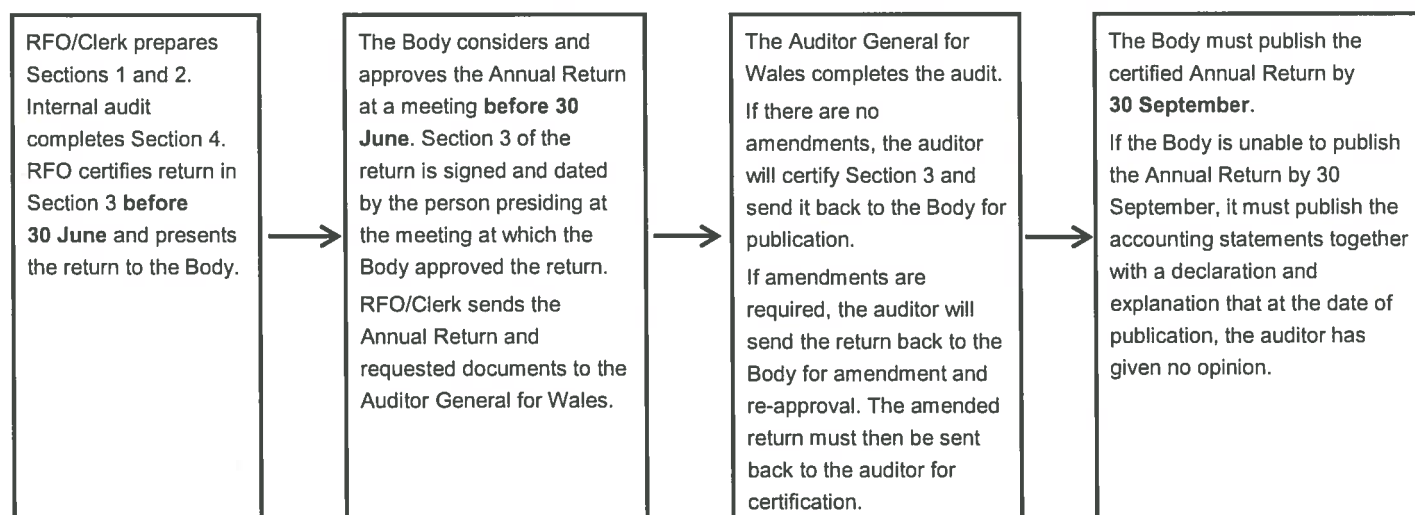 RFO/Clerk prepares
Sections 1 and 2.
Internal audit
completes Section 4.
RFO certifies return in
Section 3 before
30 June and presents
the return to the Body.
The Body considers and
approves the Annual Return
at a meeting before 30
June. Section 3 of the
return is signed and dated
by the person presiding at
the meeting at which the
Body approved the return.
RFO/Clerk sends the
Annual Return and
requested documents to the
Auditor General for Wales.
The Auditor General for
Wales completes the audit.
If there are no
amendments, the auditor
will certify Section 3 and
send it back to the Body for
publication.
If amendments are
required, the auditor will
send the return back to the
Body for amendment and
re-approval. The amended
return must then be sent
back to the auditor for
certification.
The Body must publish the
certified Annual Return by
30 September.
If the Body is unable to publish
the Annual Return by 30
September, it must publish the
accounting statements together
with a declaration and
explanation that at the date of
publication, the auditor has
given no opinion.